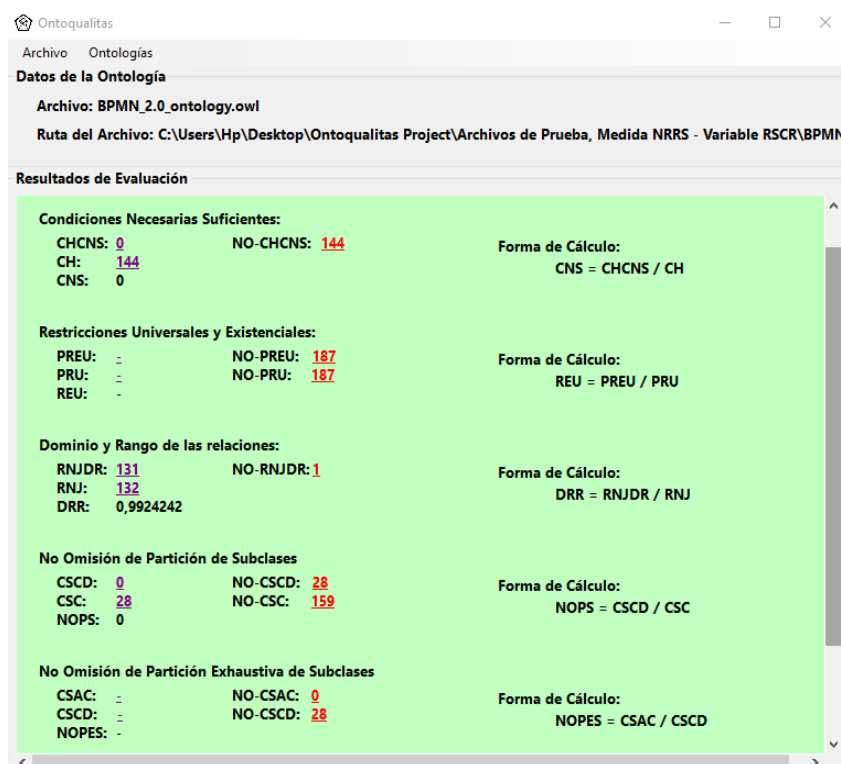 Ontoqualitas
Archivo Ontologías
Datos de la Ontología
Archivo: BPMN_2.0_ontology.owl
Ruta del Archivo: C:\Users\Hp\Desktop\Ontoqualitas Project\Archivos de Prueba, Medida NRRS - Variable RSCR\BPMN
Resultados de Evaluación
Condiciones Necesarias Suficientes:
CHCNS: 0 NO-CHCNS: 144 Forma de Cálculo:
CH: 144 CNS = CHCNS / CH
CNS: 0
Restricciones Universales y Existenciales:
PREU: - NO-PREU: 187 Forma de Cálculo:
PRU: - NO-PRU: 187 REU = PREU / PRU
REU: -
Dominio y Rango de las relaciones:
RNJDR: 131 NO-RNJDR: 1 Forma de Cálculo:
RNJ: 132 DRR = RNJDR / RNJ
DRR: 0,9924242
No Omisión de Partición de Subclases
CSCD: 0 NO-CSCD: 28 Forma de Cálculo:
CSC: 28 NO-CSC: 159 NOPS = CSCD / CSC
NOPS: 0
No Omisión de Partición Exhaustiva de Subclases
CSAC: - NO-CSAC: 0 Forma de Cálculo:
CSCD: - NO-CSCD: 28 NOPES = CSAC / CSCD
NOPES: -